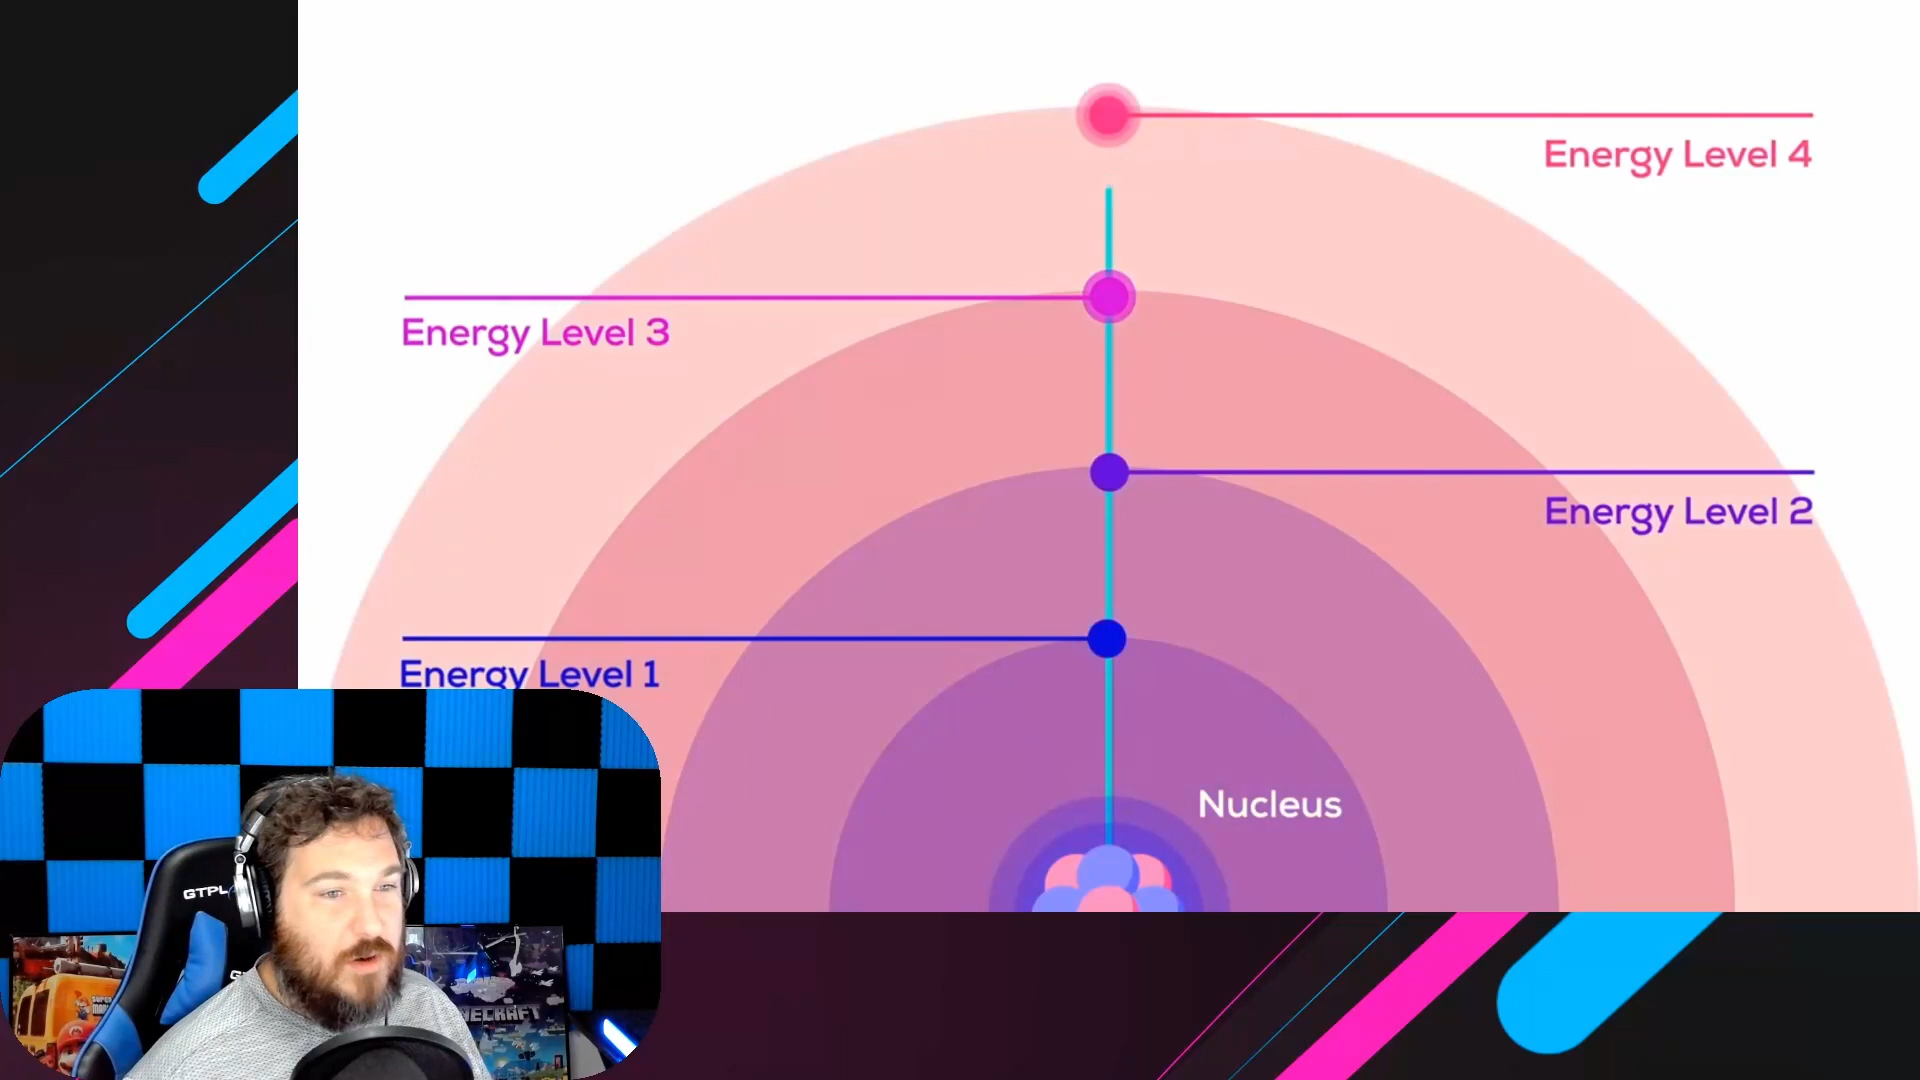 Energy Level 4
Energy Level 3
Energy Level 2
Energy Level 1
Nucleus
GTPL